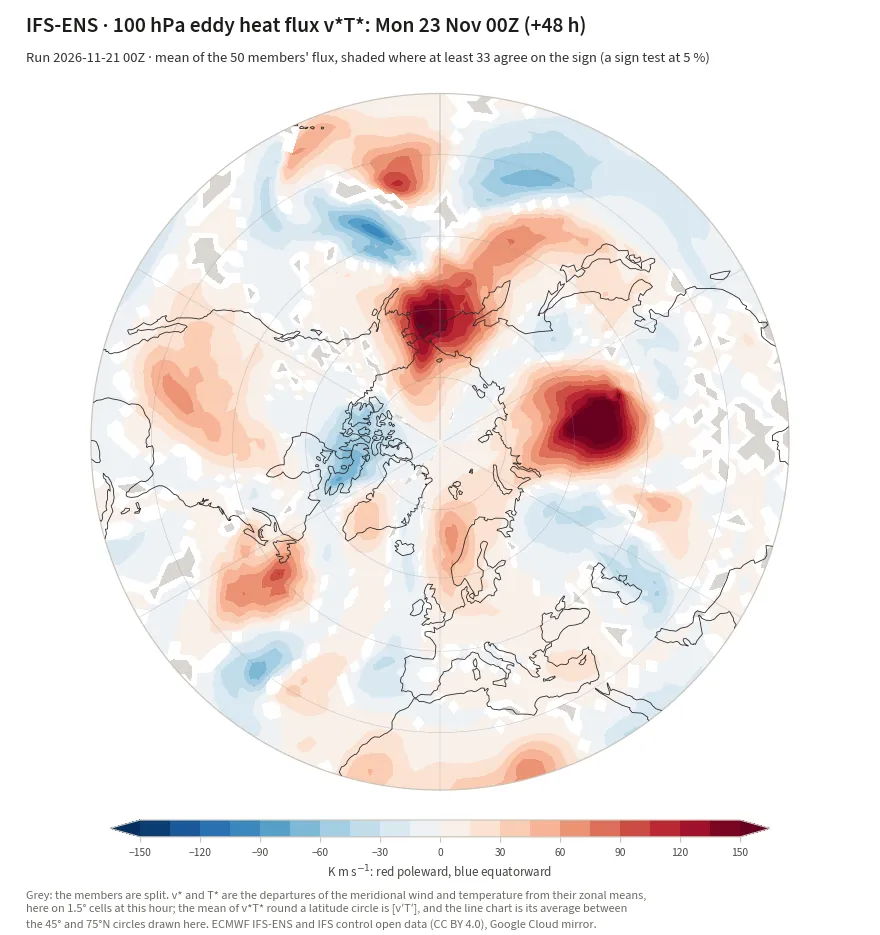 IFS-ENS · 100 hPa eddy heat flux v*T*: Mon 23 Nov 00Z (+48 h)
Run 2026-11-21 00Z · mean of the 50 members' flux, shaded where at least 33 agree on the sign (a sign test at 5 %)
−150 −120 −90 −60 −30 0 30 60 90 120 150
K m s⁻¹: red poleward, blue equatorward
Grey: the members are split. v* and T* are the departures of the meridional wind and temperature from their zonal means,
here on 1.5° cells at this hour; the mean of v*T* round a latitude circle is [v′T′], and the line chart is its average between
the 45° and 75°N circles drawn here. ECMWF IFS-ENS and IFS control open data (CC BY 4.0), Google Cloud mirror.